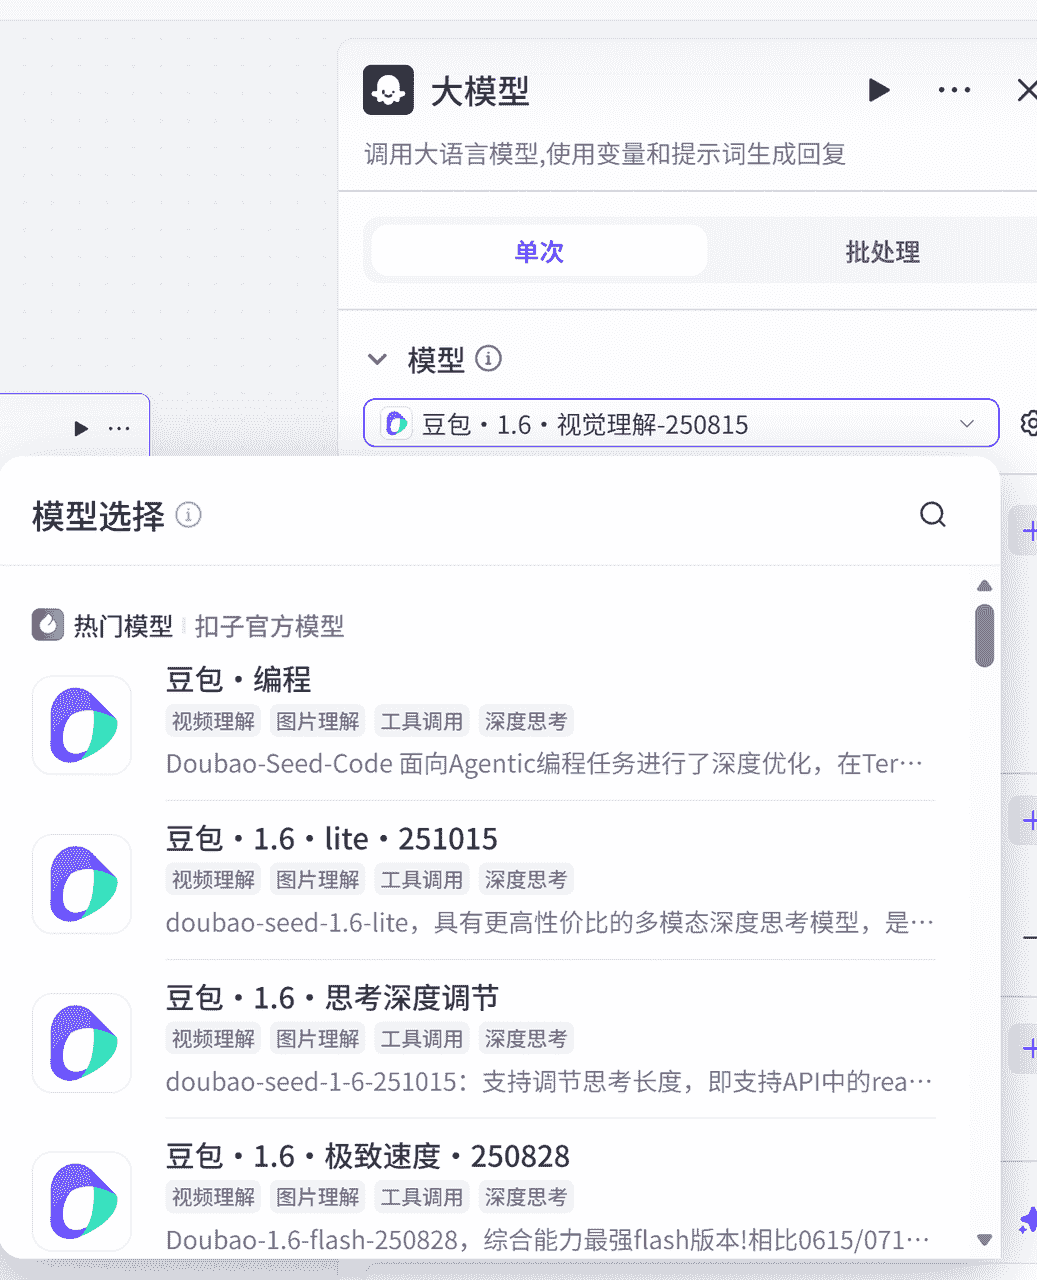 大模型
调用大语言模型,使用变量和提示词生成回复
单次 批处理
模型
豆包·1.6·视觉理解-250815
模型选择
热门模型 扣子官方模型
豆包·编程
视频理解 图片理解 工具调用 深度思考
Doubao-Seed-Code 面向Agentic编程任务进行了深度优化，在Ter…
豆包·1.6·lite·251015
视频理解 图片理解 工具调用 深度思考
doubao-seed-1.6-lite，具有更高性价比的多模态深度思考模型，是…
豆包·1.6·思考深度调节
视频理解 图片理解 工具调用 深度思考
doubao-seed-1-6-251015：支持调节思考长度，即支持API中的rea…
豆包·1.6·极致速度·250828
视频理解 图片理解 工具调用 深度思考
Doubao-1.6-flash-250828，综合能力最强flash版本!相比0615/071…